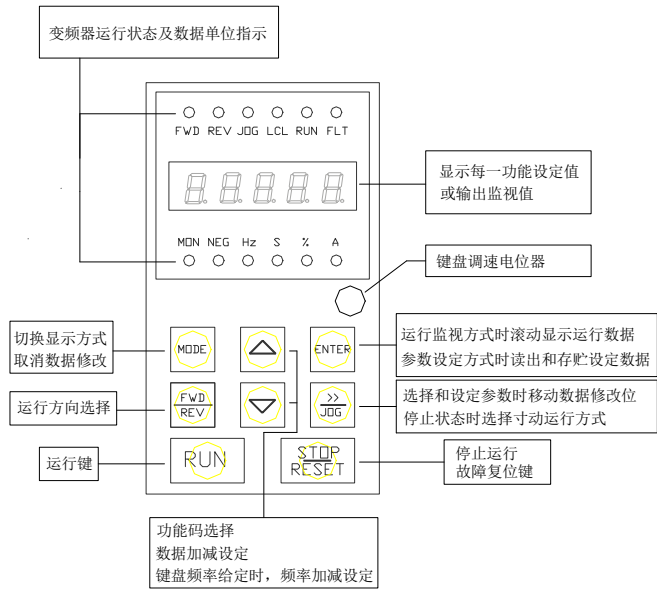 变频器运行状态及数据单位指示
FWD REV JOG LCL RUN FLT
8.8.8.8.8.
显示每一功能设定值
或输出监视值
MON NEG Hz S % A
键盘调速电位器
切换显示方式
取消数据修改
MODE
ENTER
运行监视方式时滚动显示运行数据
参数设定方式时读出和存贮设定数据
运行方向选择
FWD
REV
>>
JOG
选择和设定参数时移动数据修改位
停止状态时选择寸动运行方式
运行键
RUN
STOP
RESET
停止运行
故障复位键
功能码选择
数据加减设定
键盘频率给定时，频率加减设定